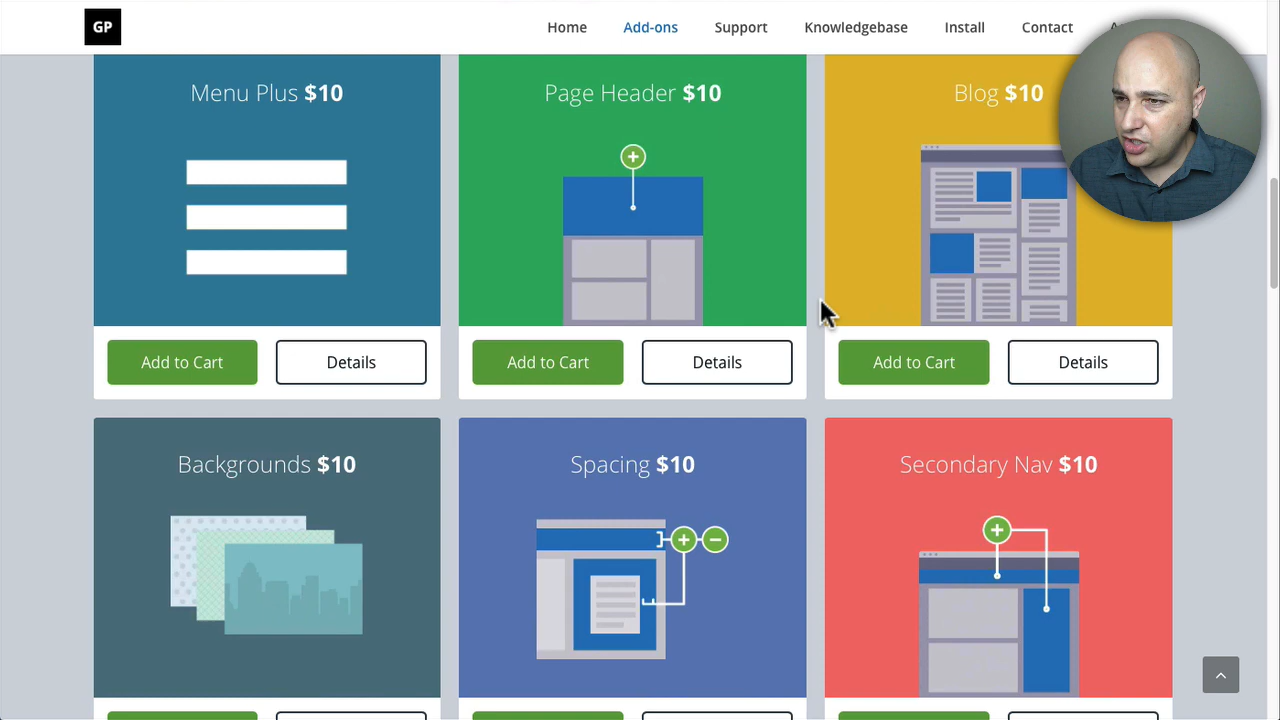 GP
Home Add-ons Support Knowledgebase Install Contact
Menu Plus $10
Page Header $10
Blog $10
Add to Cart Details
Add to Cart Details
Add to Cart Details
Backgrounds $10
Spacing $10
Secondary Nav $10